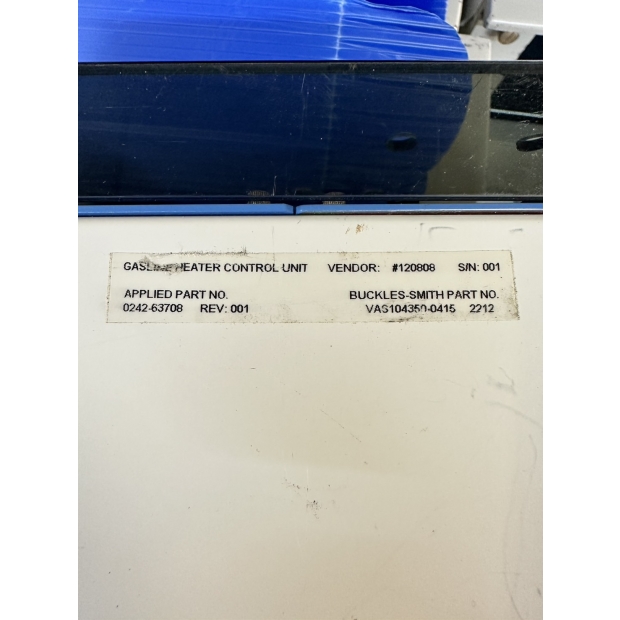 GASLINE HEATER CONTROL UNIT VENDOR: #120808 S/N: 001
APPLIED PART NO. BUCKLES-SMITH PART NO.
0242-63708 REV: 001 VAS104350-0415 2212